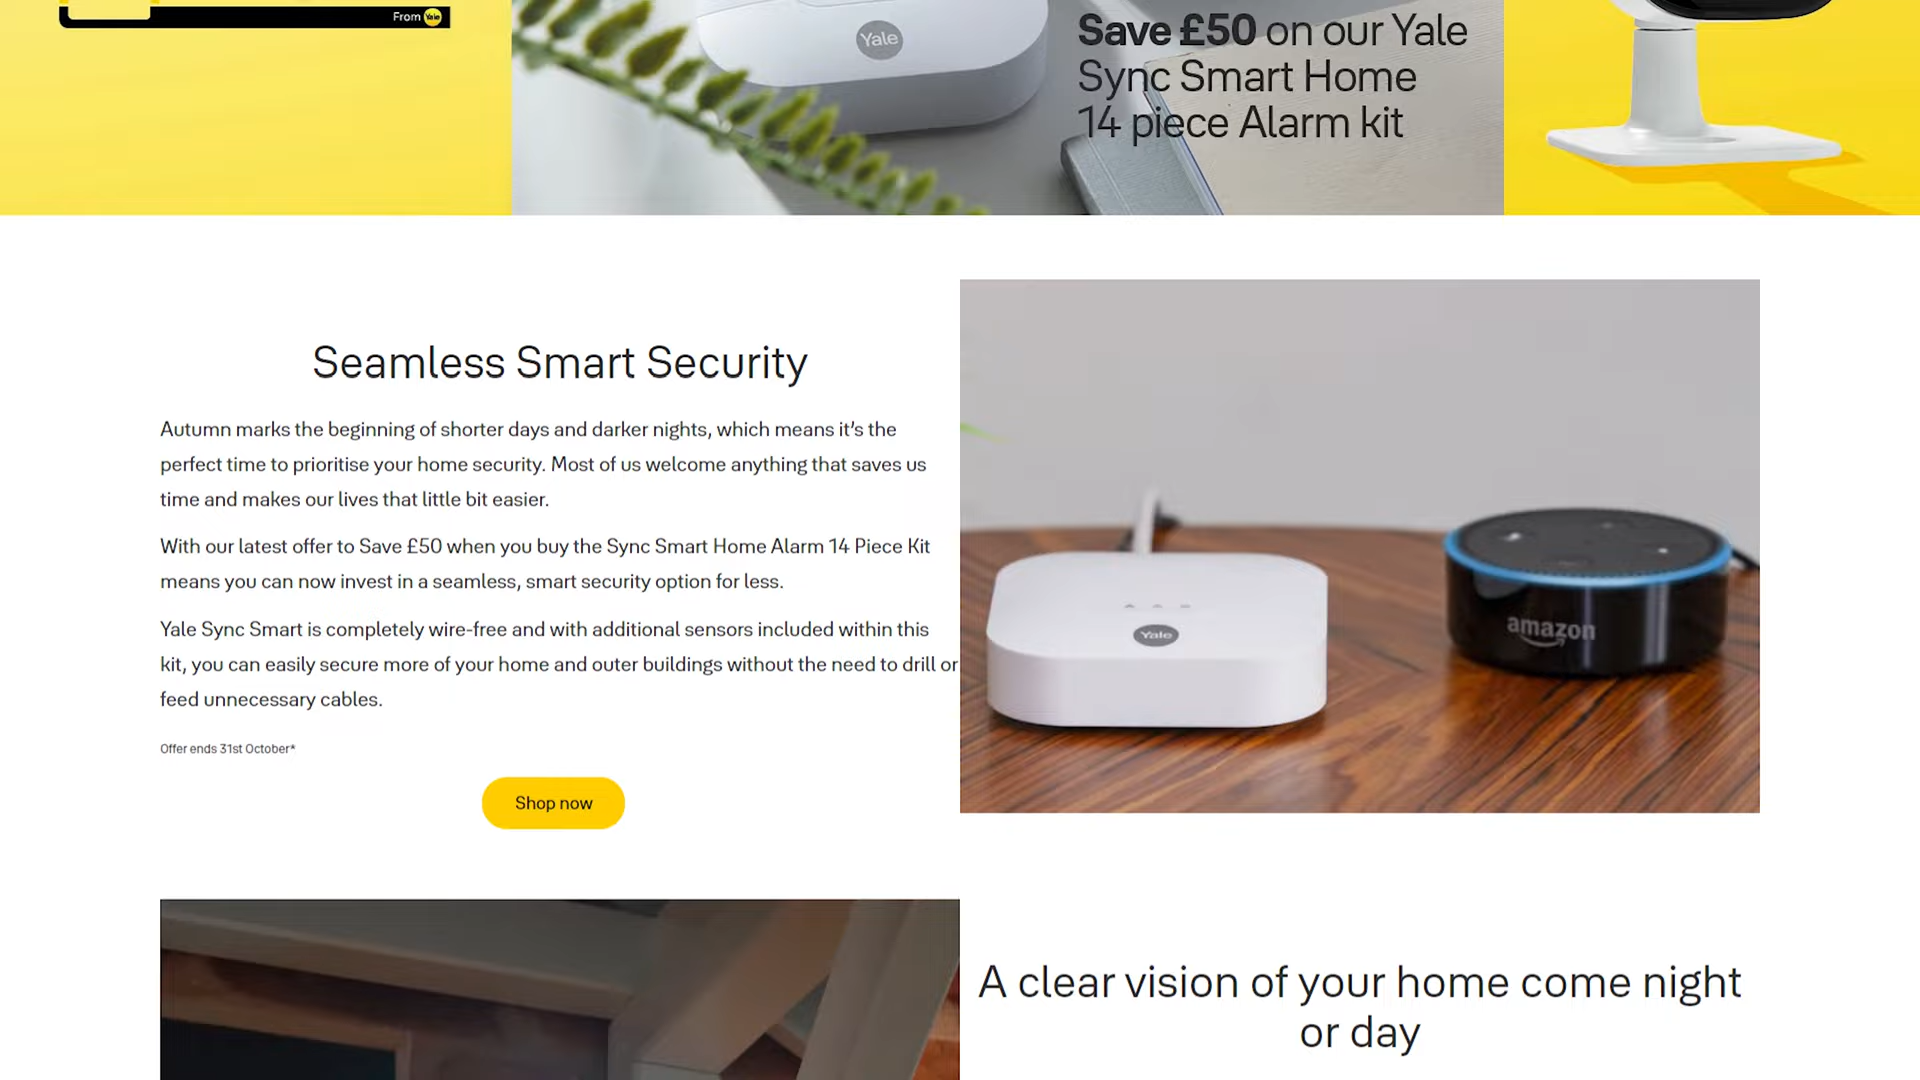 From Yale
Yale
Save £50 on our Yale
Sync Smart Home
14 piece Alarm kit
Seamless Smart Security
Autumn marks the beginning of shorter days and darker nights, which means it’s the
perfect time to prioritise your home security. Most of us welcome anything that saves us
time and makes our lives that little bit easier.
With our latest offer to Save £50 when you buy the Sync Smart Home Alarm 14 Piece Kit
means you can now invest in a seamless, smart security option for less.
Yale Sync Smart is completely wire-free and with additional sensors included within this
kit, you can easily secure more of your home and outer buildings without the need to drill or
feed unnecessary cables.
Offer ends 31st October*
Shop now
Yale
amazon
A clear vision of your home come night
or day